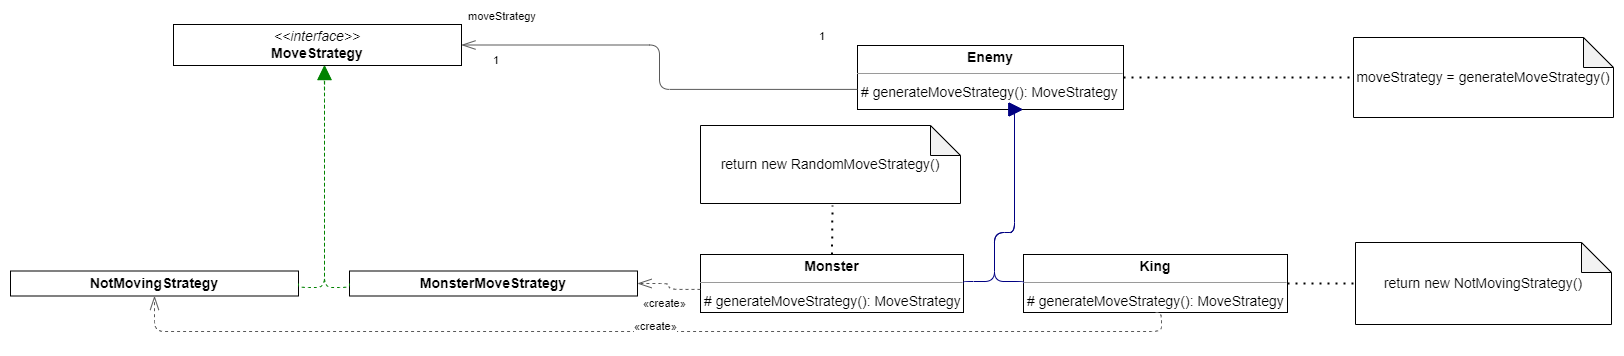 moveStrategy
1
<<interface>>
MoveStrategy
1
Enemy
# generateMoveStrategy(): MoveStrategy
moveStrategy = generateMoveStrategy()
return new RandomMoveStrategy()
NotMovingStrategy
MonsterMoveStrategy
«create»
Monster
# generateMoveStrategy(): MoveStrategy
King
# generateMoveStrategy(): MoveStrategy
return new NotMovingStrategy()
«create»